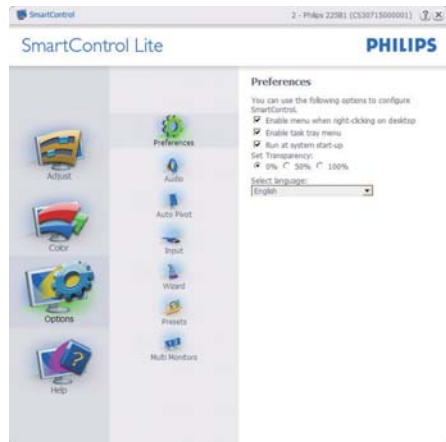 SmartControl
2 - Philips 225B1 (CS30715000001)
SmartControl Lite
PHILIPS
Adjust
Color
Options
Help
Preferences
Audio
Auto Pivot
Input
Wizard
Presets
Multi Monitors
Preferences
You can use the following options to configure
SmartControl.
Enable menu when right-clicking on desktop
Enable task tray menu
Run at system start-up
Set Transparency:
0% 50% 100%
Select language:
English